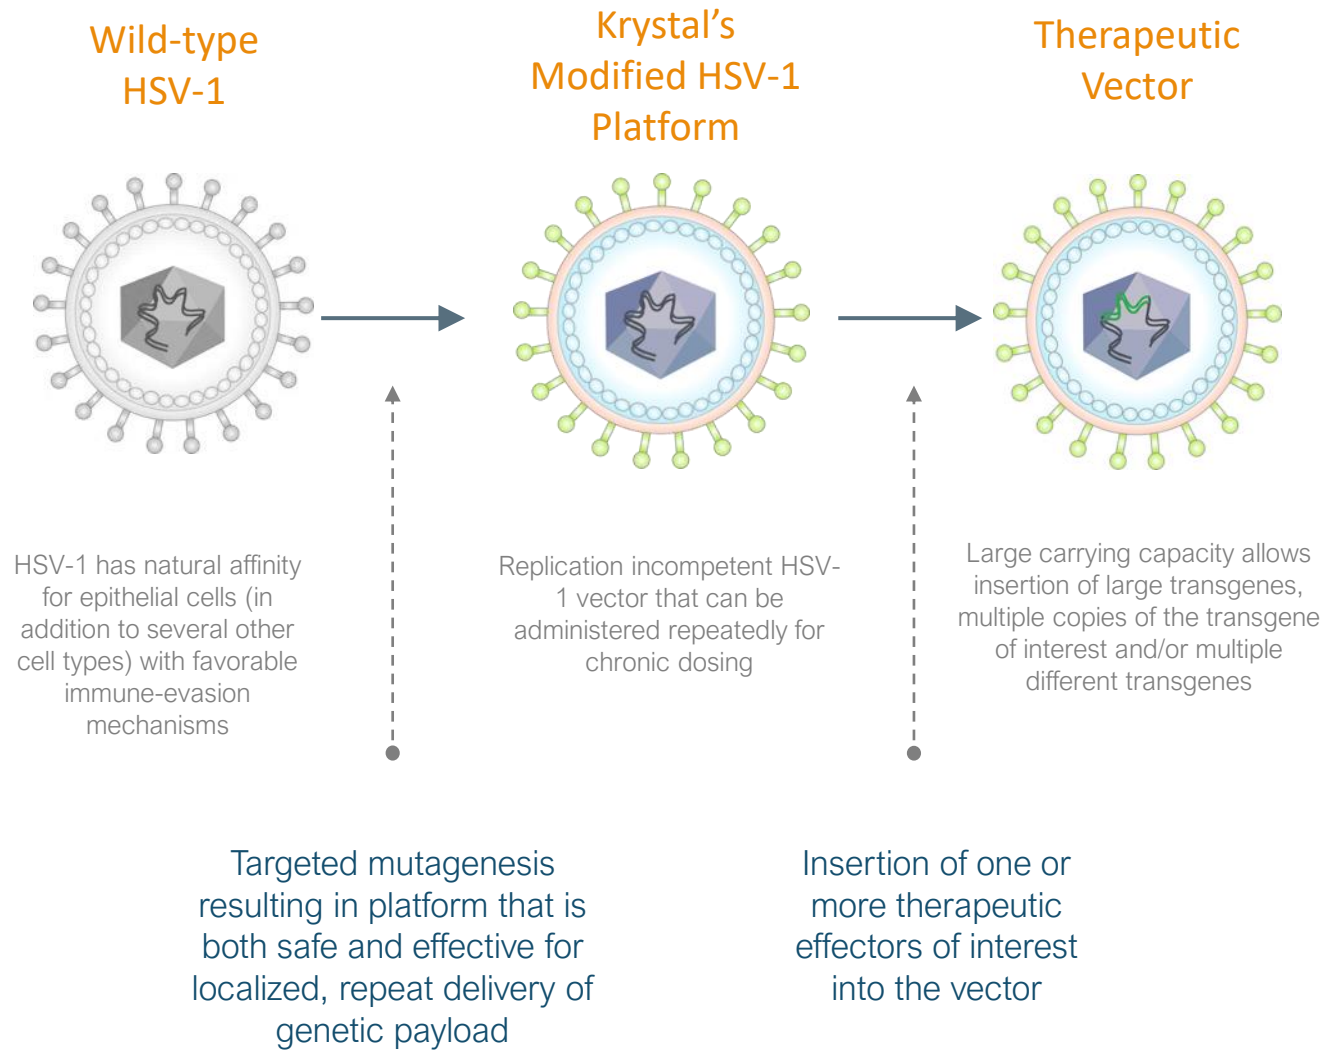 Wild-type
HSV-1
Krystal’s
Modified HSV-1
Platform
Therapeutic
Vector
HSV-1 has natural affinity
for epithelial cells (in
addition to several other
cell types) with favorable
immune-evasion
mechanisms
Replication incompetent HSV-
1 vector that can be
administered repeatedly for
chronic dosing
Large carrying capacity allows
insertion of large transgenes,
multiple copies of the transgene
of interest and/or multiple
different transgenes
Targeted mutagenesis
resulting in platform that is
both safe and effective for
localized, repeat delivery of
genetic payload
Insertion of one or
more therapeutic
effectors of interest
into the vector